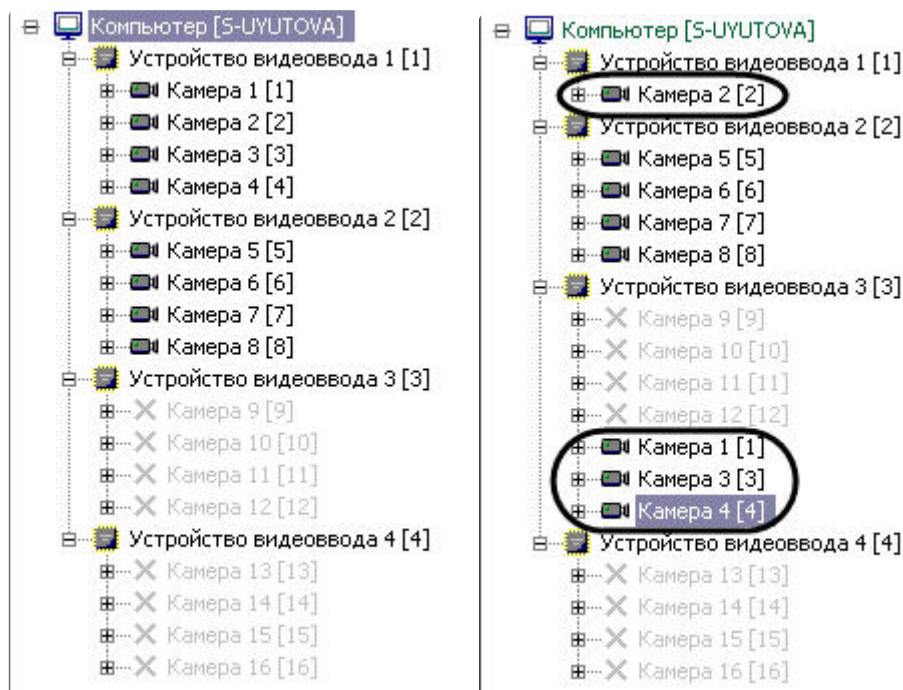 Компьютер [S-UYUTOVA]
Устройство видеоввода 1 [1]
Камера 1 [1]
Камера 2 [2]
Камера 3 [3]
Камера 4 [4]
Устройство видеоввода 2 [2]
Камера 5 [5]
Камера 6 [6]
Камера 7 [7]
Камера 8 [8]
Устройство видеоввода 3 [3]
Камера 9 [9]
Камера 10 [10]
Камера 11 [11]
Камера 12 [12]
Устройство видеоввода 4 [4]
Камера 13 [13]
Камера 14 [14]
Камера 15 [15]
Камера 16 [16]
Компьютер [S-UYUTOVA]
Устройство видеоввода 1 [1]
Камера 2 [2]
Устройство видеоввода 2 [2]
Камера 5 [5]
Камера 6 [6]
Камера 7 [7]
Камера 8 [8]
Устройство видеоввода 3 [3]
Камера 9 [9]
Камера 10 [10]
Камера 11 [11]
Камера 12 [12]
Камера 1 [1]
Камера 3 [3]
Камера 4 [4]
Устройство видеоввода 4 [4]
Камера 13 [13]
Камера 14 [14]
Камера 15 [15]
Камера 16 [16]